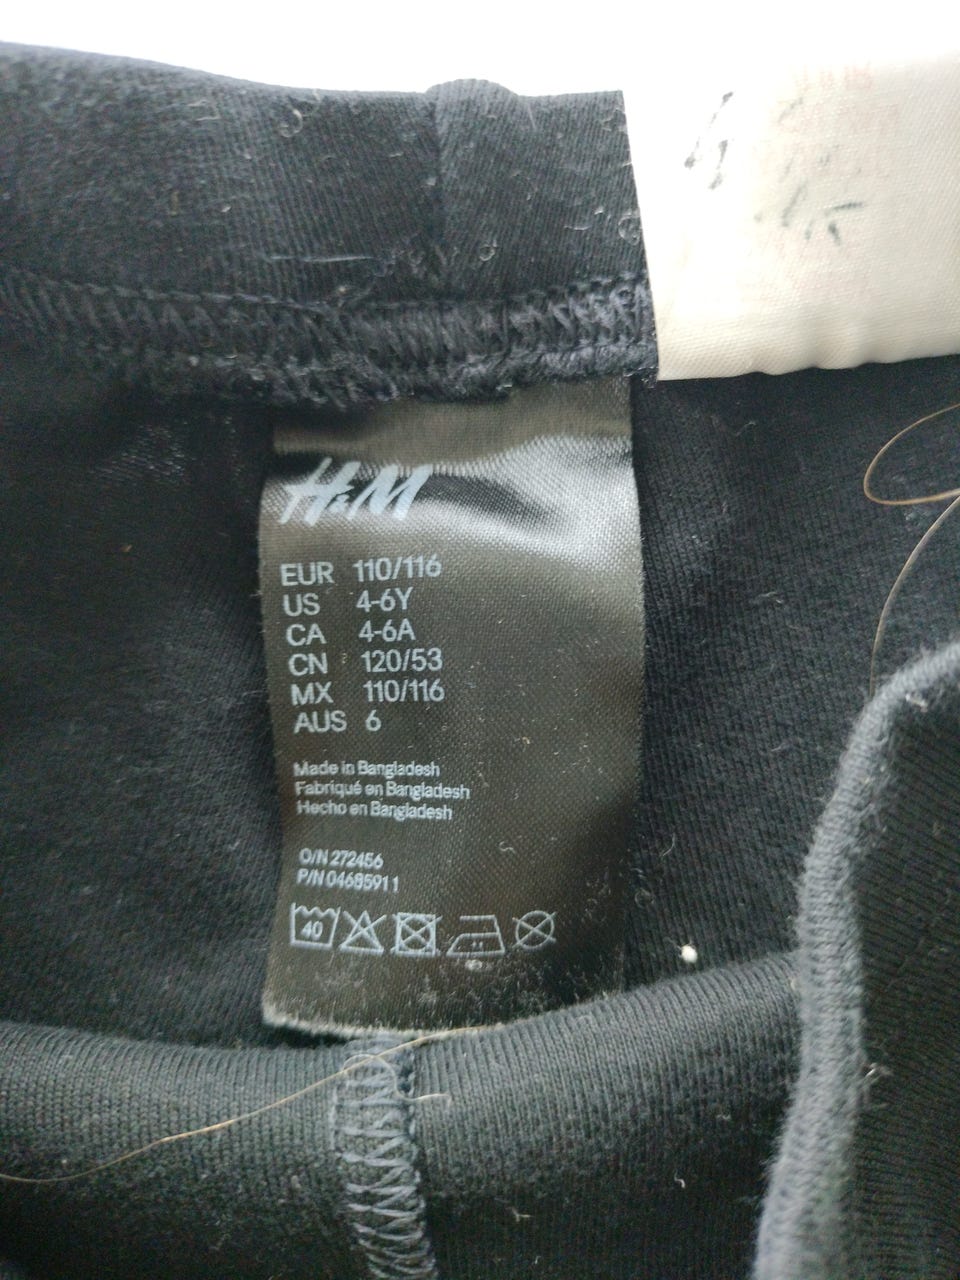 H&M
EUR 110/116
US 4-6Y
CA 4-6A
CN 120/53
MX 110/116
AUS 6
Made in Bangladesh
Fabriqué en Bangladesh
Hecho en Bangladesh
O/N 272456
P/N 04685911
40